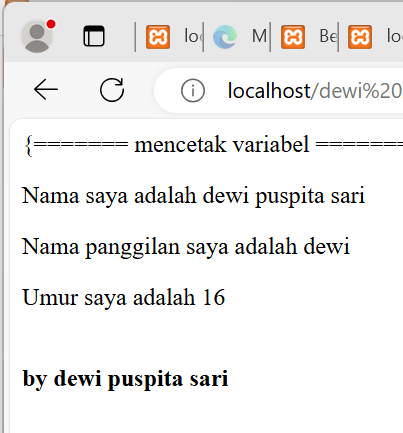 lo M Be lo
localhost/dewi%20
{======= mencetak variabel =======
Nama saya adalah dewi puspita sari
Nama panggilan saya adalah dewi
Umur saya adalah 16
by dewi puspita sari